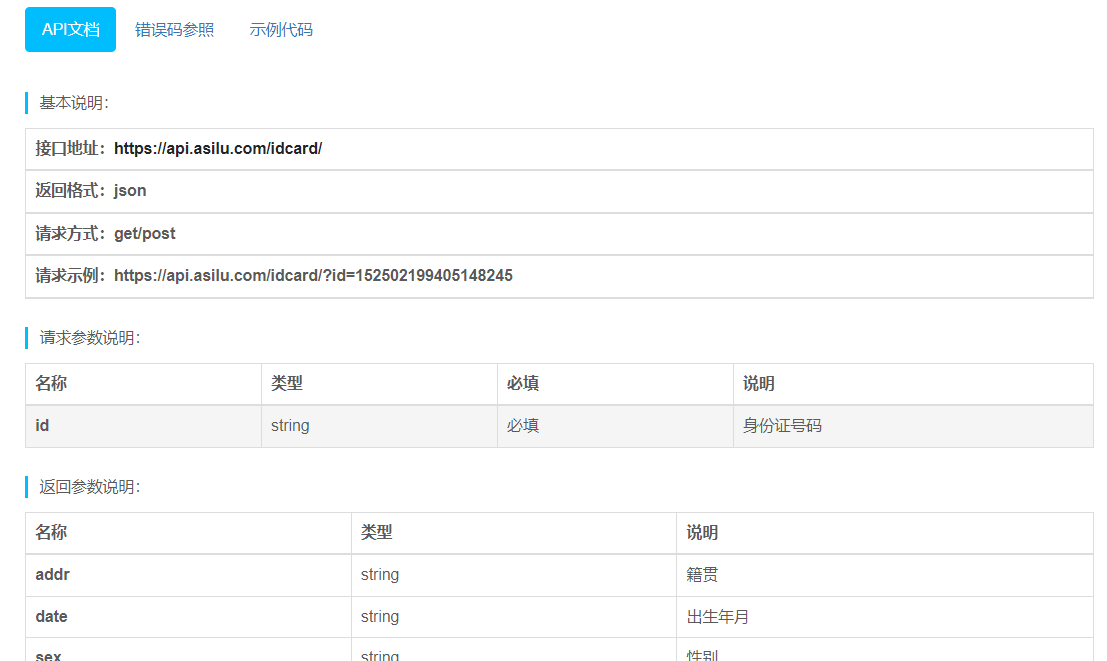 API文档 错误码参照 示例代码
基本说明:
接口地址：https://api.asilu.com/idcard/
返回格式：json
请求方式：get/post
请求示例：https://api.asilu.com/idcard/?id=152502199405148245
请求参数说明:
名称 类型 必填 说明
id string 必填 身份证号码
返回参数说明:
名称 类型 说明
addr string 籍贯
date string 出生年月
sex string 性别